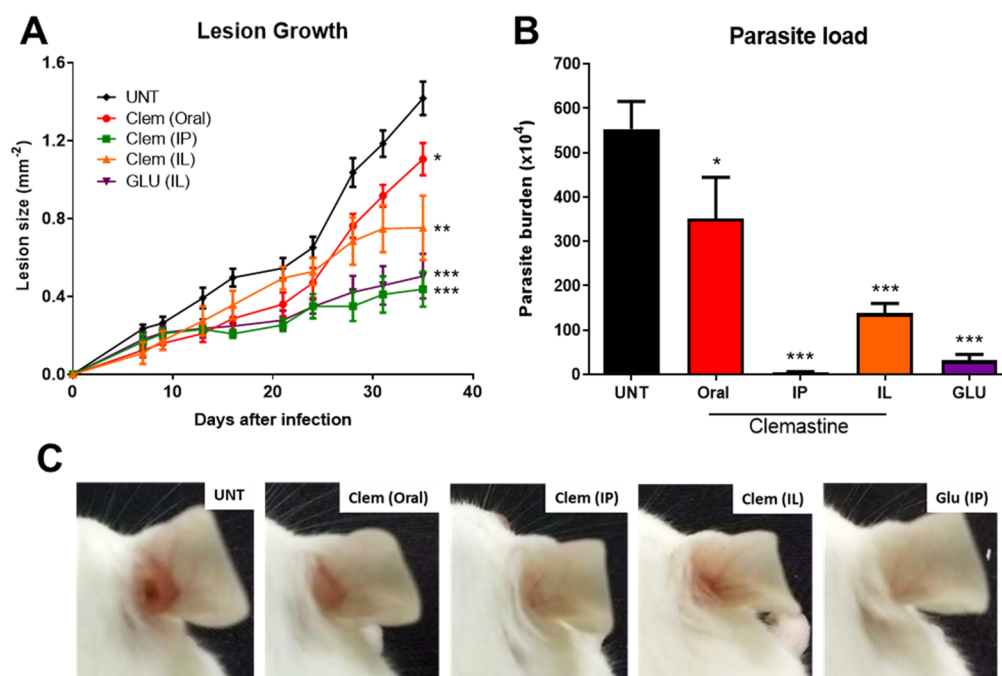 A
Lesion Growth
Lesion size (mm⁻²)
1.6
1.2
0.8
0.4
0.0
UNT
Clem (Oral)
Clem (IP)
Clem (IL)
GLU (IL)
*
**
***
***
0
10
20
30
40
Days after infection
B
Parasite load
Parasite burden (x10⁴)
700
600
500
400
300
200
100
0
*
***
***
***
UNT
Oral
IP
IL
GLU
Clemastine
C
UNT
Clem (Oral)
Clem (IP)
Clem (IL)
Glu (IP)